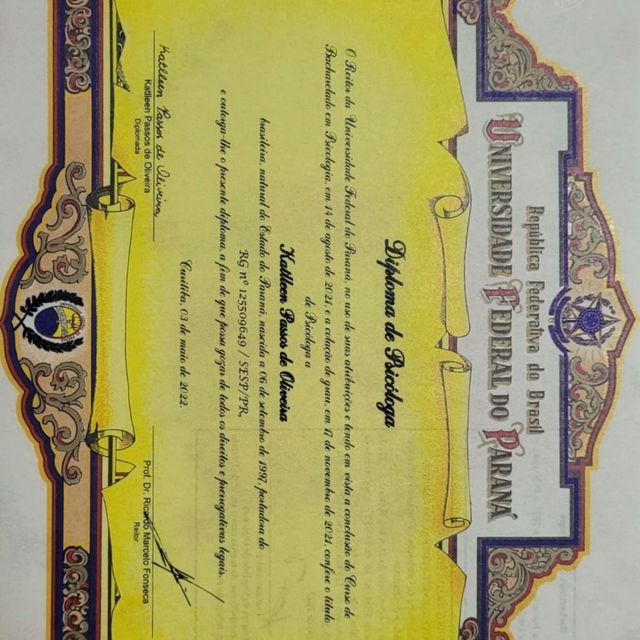 República Federativa do Brasil
UNIVERSIDADE FEDERAL DO PARANÁ
Diploma de Psicóloga
O Reitor da Universidade Federal do Paraná, no uso de suas atribuições e tendo em vista a conclusão do Curso de
Bacharelado em Psicologia, em 14 de agosto de 2021, e a colação de grau, em 17 de novembro de 2021, confere o título
de Psicóloga a
Katlleen Passos de Oliveira
brasileira, natural do Estado do Paraná, nascida a 06 de setembro de 1997, portadora do
RG nº 125509649 / SESP/PR,
e outorga-lhe o presente diploma, a fim de que possa gozar de todos os direitos e prerrogativas legais.
Curitiba, 03 de maio de 2022.
Katlleen Passos de Oliveira
Katlleen Passos de Oliveira
Diplomada
Prof. Dr. Ricardo Marcelo Fonseca
Reitor